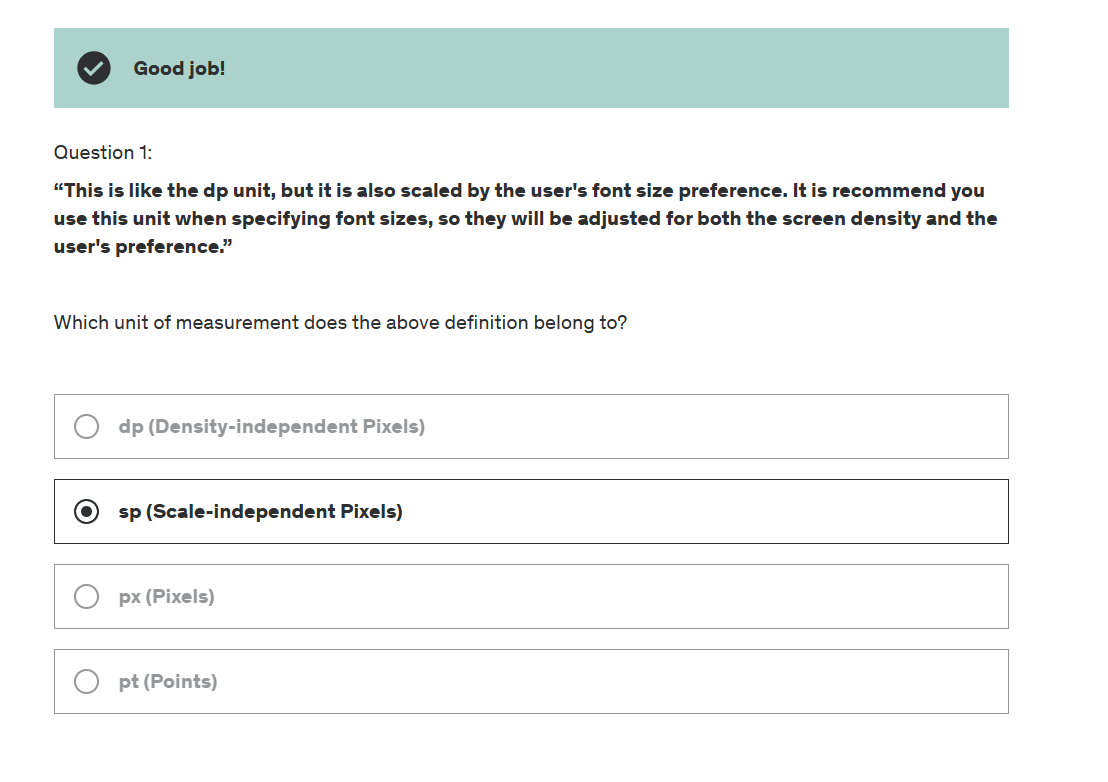 Good job!
Question 1:
“This is like the dp unit, but it is also scaled by the user's font size preference. It is recommend you
use this unit when specifying font sizes, so they will be adjusted for both the screen density and the
user's preference.”
Which unit of measurement does the above definition belong to?
dp (Density-independent Pixels)
sp (Scale-independent Pixels)
px (Pixels)
pt (Points)